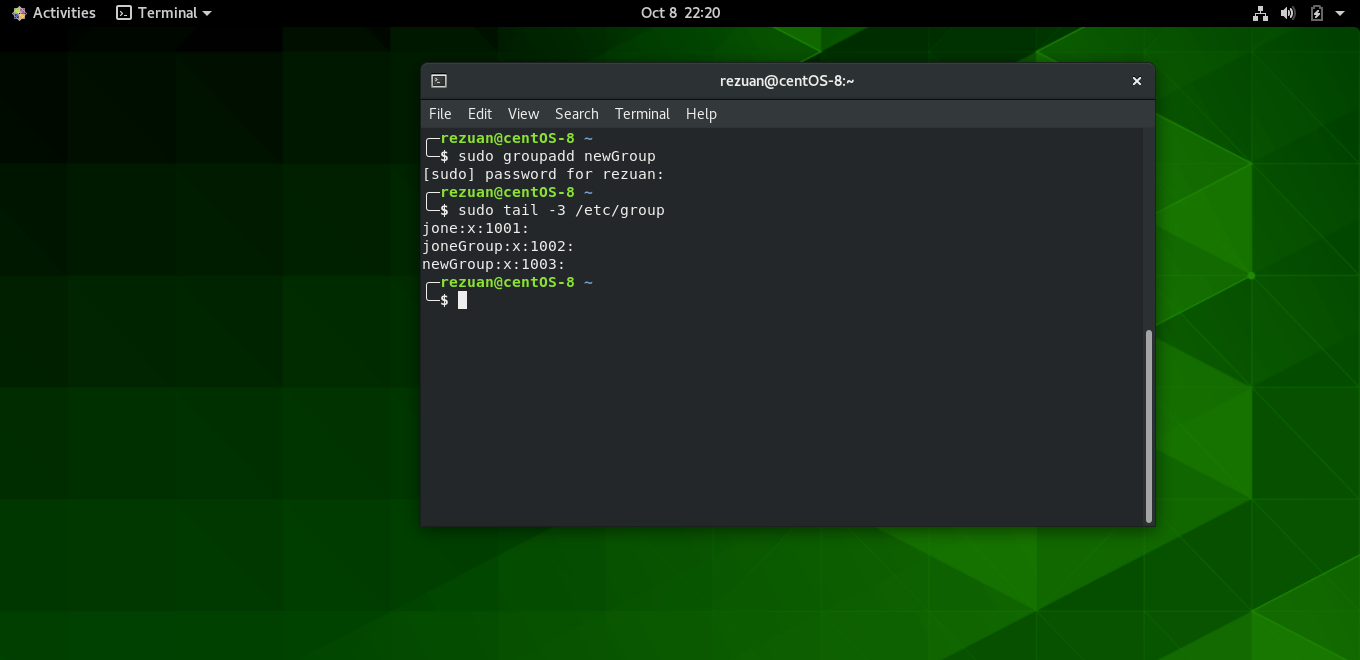 Activities Terminal Oct 8 22:20
rezuan@centOS-8:~
File Edit View Search Terminal Help
rezuan@centOS-8 ~
$ sudo groupadd newGroup
[sudo] password for rezuan:
rezuan@centOS-8 ~
$ sudo tail -3 /etc/group
jone:x:1001:
joneGroup:x:1002:
newGroup:x:1003:
rezuan@centOS-8 ~
$